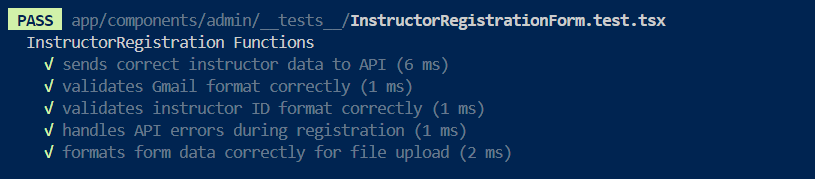 PASS app/components/admin/__tests__/InstructorRegistrationForm.test.tsx
InstructorRegistration Functions
√ sends correct instructor data to API (6 ms)
√ validates Gmail format correctly (1 ms)
√ validates instructor ID format correctly (1 ms)
√ handles API errors during registration (1 ms)
√ formats form data correctly for file upload (2 ms)